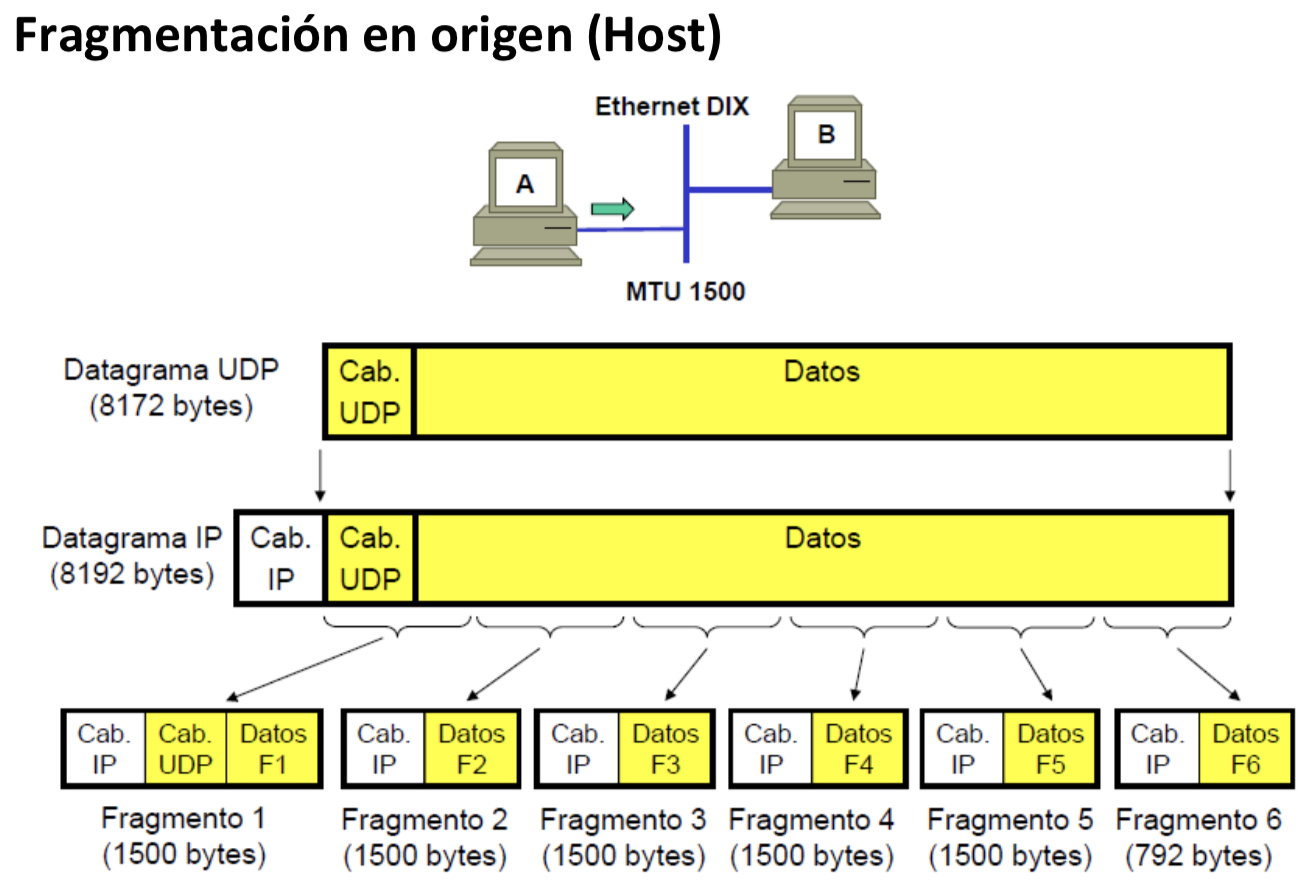 Fragmentación en origen (Host)
Ethernet DIX
B
A
MTU 1500
Datagrama UDP
(8172 bytes)
Cab.
UDP
Datos
Datagrama IP
(8192 bytes)
Cab.
IP
Cab.
UDP
Datos
Cab.
IP
Cab.
UDP
Datos
F1
Cab.
IP
Datos
F2
Cab.
IP
Datos
F3
Cab.
IP
Datos
F4
Cab.
IP
Datos
F5
Cab.
IP
Datos
F6
Fragmento 1
(1500 bytes)
Fragmento 2
(1500 bytes)
Fragmento 3
(1500 bytes)
Fragmento 4
(1500 bytes)
Fragmento 5
(1500 bytes)
Fragmento 6
(792 bytes)